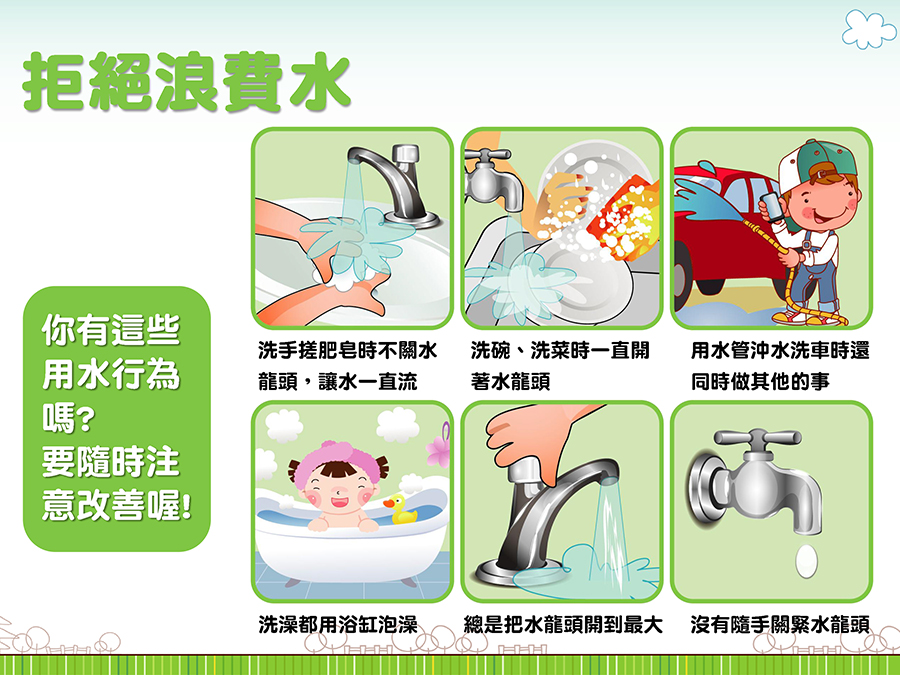 拒絕浪費水
你有這些
用水行為
嗎?
要隨時注
意改善喔!
洗手搓肥皂時不關水
龍頭，讓水一直流
洗碗、洗菜時一直開
著水龍頭
用水管沖水洗車時還
同時做其他的事
洗澡都用浴缸泡澡
總是把水龍頭開到最大
沒有隨手關緊水龍頭